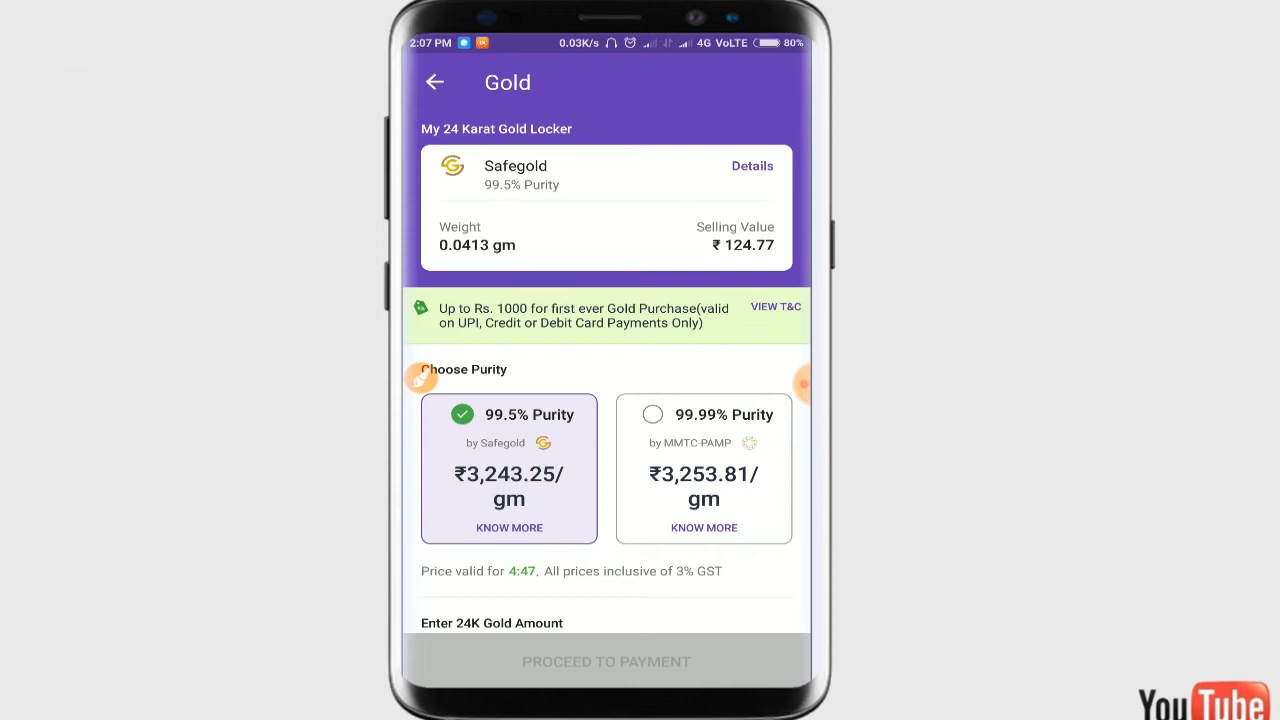 2:07 PM 0.03K/s 4G VoLTE 80%
Gold
My 24 Karat Gold Locker
Safegold Details
99.5% Purity
Weight Selling Value
0.0413 gm ₹ 124.77
Up to Rs. 1000 for first ever Gold Purchase(valid VIEW T&C
on UPI, Credit or Debit Card Payments Only)
Choose Purity
99.5% Purity 99.99% Purity
by Safegold by MMTC-PAMP
₹3,243.25/ ₹3,253.81/
gm gm
KNOW MORE KNOW MORE
Price valid for 4:47. All prices inclusive of 3% GST
Enter 24K Gold Amount
PROCEED TO PAYMENT
YouTube